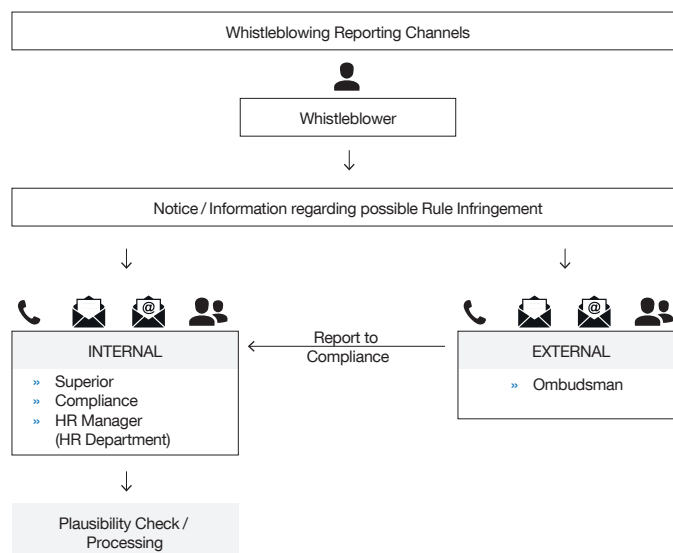 Whistleblowing Reporting Channels
Whistleblower
Notice / Information regarding possible Rule Infringement
@
@
INTERNAL
» Superior
» Compliance
» HR Manager
(HR Department)
Report to
Compliance
EXTERNAL
» Ombudsman
Plausibility Check /
Processing